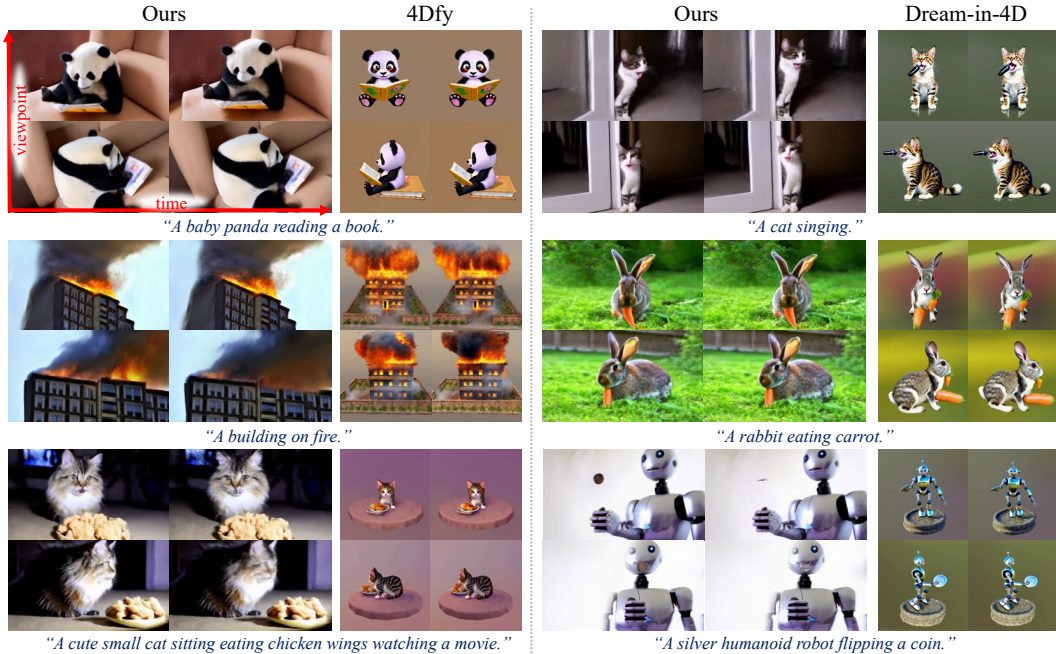 Ours 4Dfy Ours Dream-in-4D
viewpoint
time
“A baby panda reading a book.” “A cat singing.”
“A building on fire.” “A rabbit eating carrot.”
“A cute small cat sitting eating chicken wings watching a movie.” “A silver humanoid robot flipping a coin.”